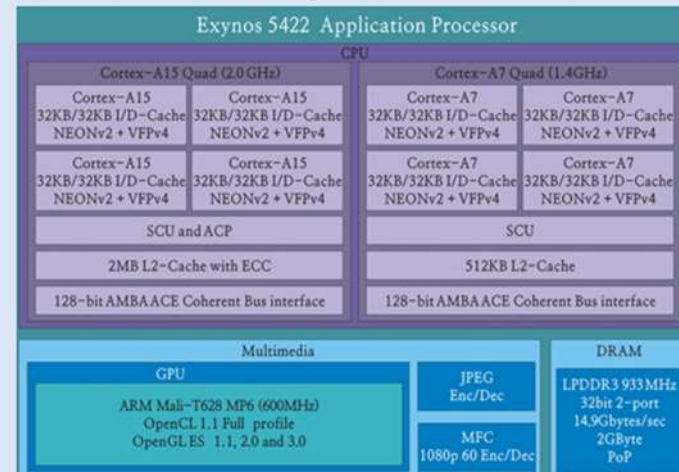 Exynos 5422 Application Processor
CPU
Cortex-A15 Quad (2.0 GHz)
Cortex-A15
32KB/32KB I/D-Cache
NEONv2 + VFPv4
Cortex-A15
32KB/32KB I/D-Cache
NEONv2 + VFPv4
Cortex-A15
32KB/32KB I/D-Cache
NEONv2 + VFPv4
Cortex-A15
32KB/32KB I/D-Cache
NEONv2 + VFPv4
SCU and ACP
2MB L2-Cache with ECC
128-bit AMBA ACE Coherent Bus interface
Cortex-A7 Quad (1.4GHz)
Cortex-A7
32KB/32KB I/D-Cache
NEONv2 + VFPv4
Cortex-A7
32KB/32KB I/D-Cache
NEONv2 + VFPv4
Cortex-A7
32KB/32KB I/D-Cache
NEONv2 + VFPv4
Cortex-A7
32KB/32KB I/D-Cache
NEONv2 + VFPv4
SCU
512KB L2-Cache
128-bit AMBA ACE Coherent Bus interface
Multimedia
GPU
ARM Mali-T628 MP6 (600MHz)
OpenCL 1.1 Full profile
OpenGL ES 1.1, 2.0 and 3.0
JPEG
Enc/Dec
MFC
1080p 60 Enc/Dec
DRAM
LPDDR3 933MHz
32bit 2-port
14,9Gbytes/sec
2GByte
PoP